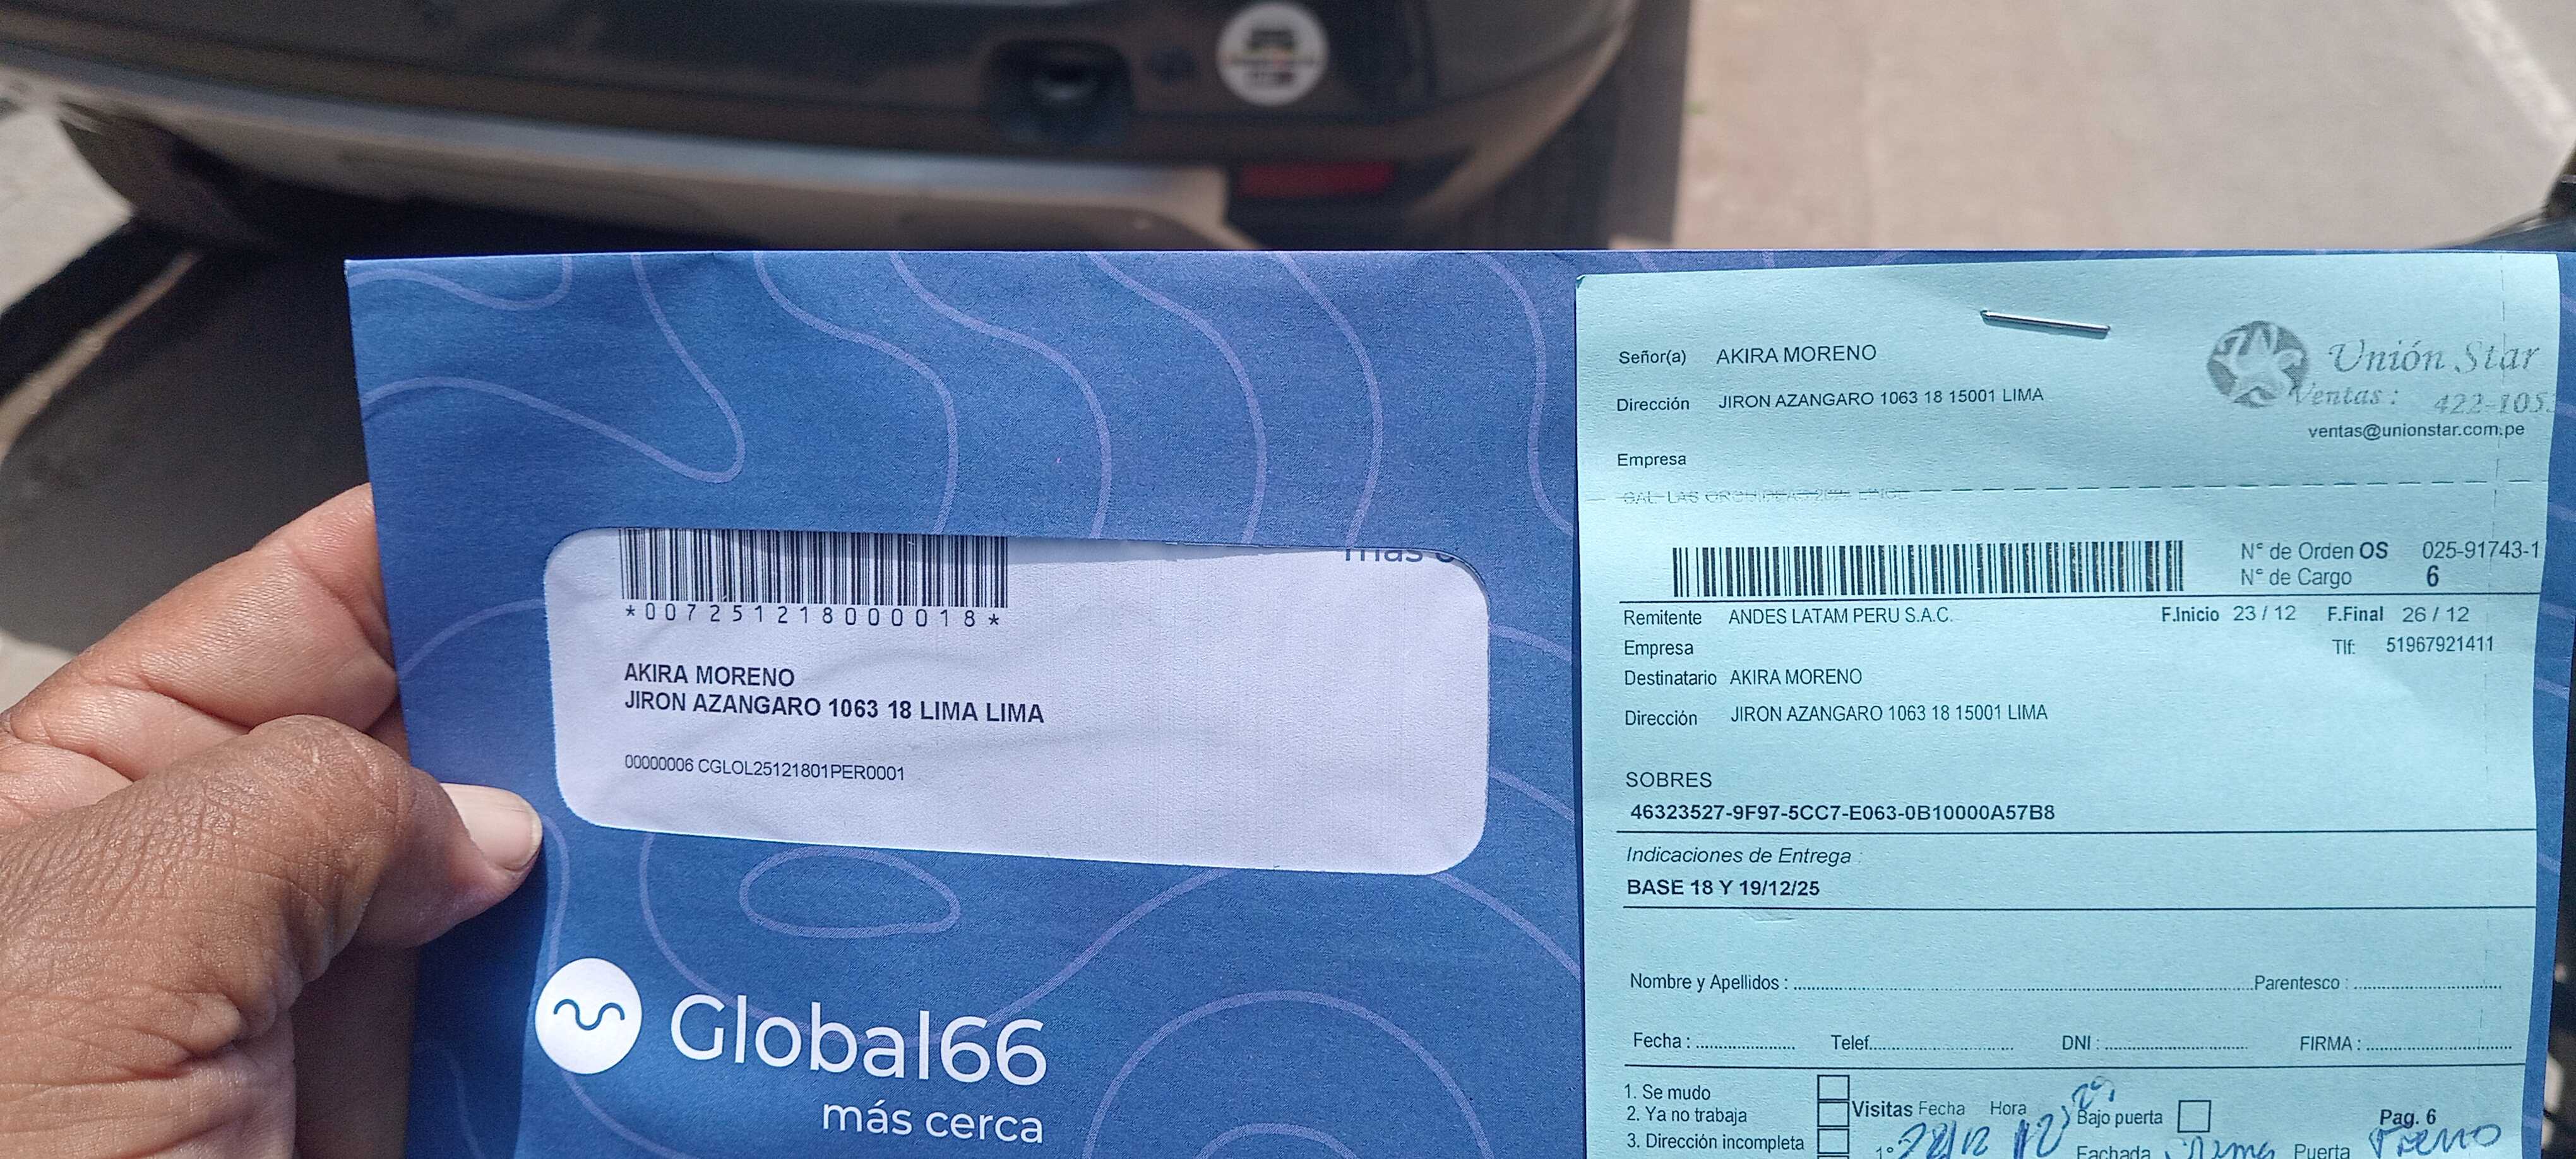 más c
*007251218000018*
AKIRA MORENO
JIRON AZANGARO 1063 18 LIMA LIMA
00000006 CGLOL25121801PER0001
Global66
más cerca
Señor(a) AKIRA MORENO
Dirección JIRON AZANGARO 1063 18 15001 LIMA
Unión Star
Ventas : 422-105
ventas@unionstar.com.pe
Empresa
N° de Orden OS 025-91743-1
N° de Cargo 6
Remitente ANDES LATAM PERU S.A.C. F.Inicio 23 / 12 F.Final 26 / 12
Empresa Tlf: 51967921411
Destinatario AKIRA MORENO
Dirección JIRON AZANGARO 1063 18 15001 LIMA
SOBRES
46323527-9F97-5CC7-E063-0B10000A57B8
Indicaciones de Entrega :
BASE 18 Y 19/12/25
Nombre y Apellidos : Parentesco :
Fecha : Telef. DNI : FIRMA :
1. Se mudo
2. Ya no trabaja Visitas Fecha Hora Bajo puerta Pag. 6
3. Dirección incompleta 1° Fachada Puerta